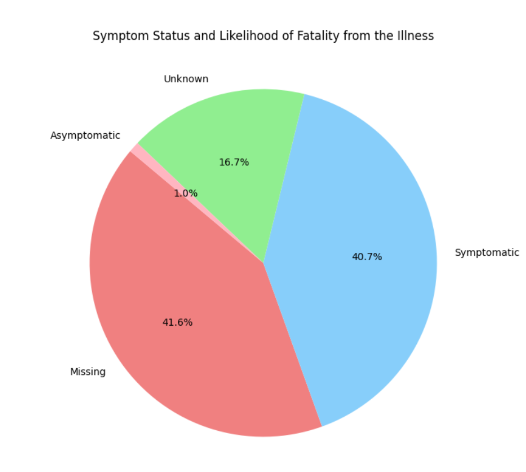 Symptom Status and Likelihood of Fatality from the Illness
Unknown
Asymptomatic
16.7%
1.0%
40.7%
Symptomatic
41.6%
Missing